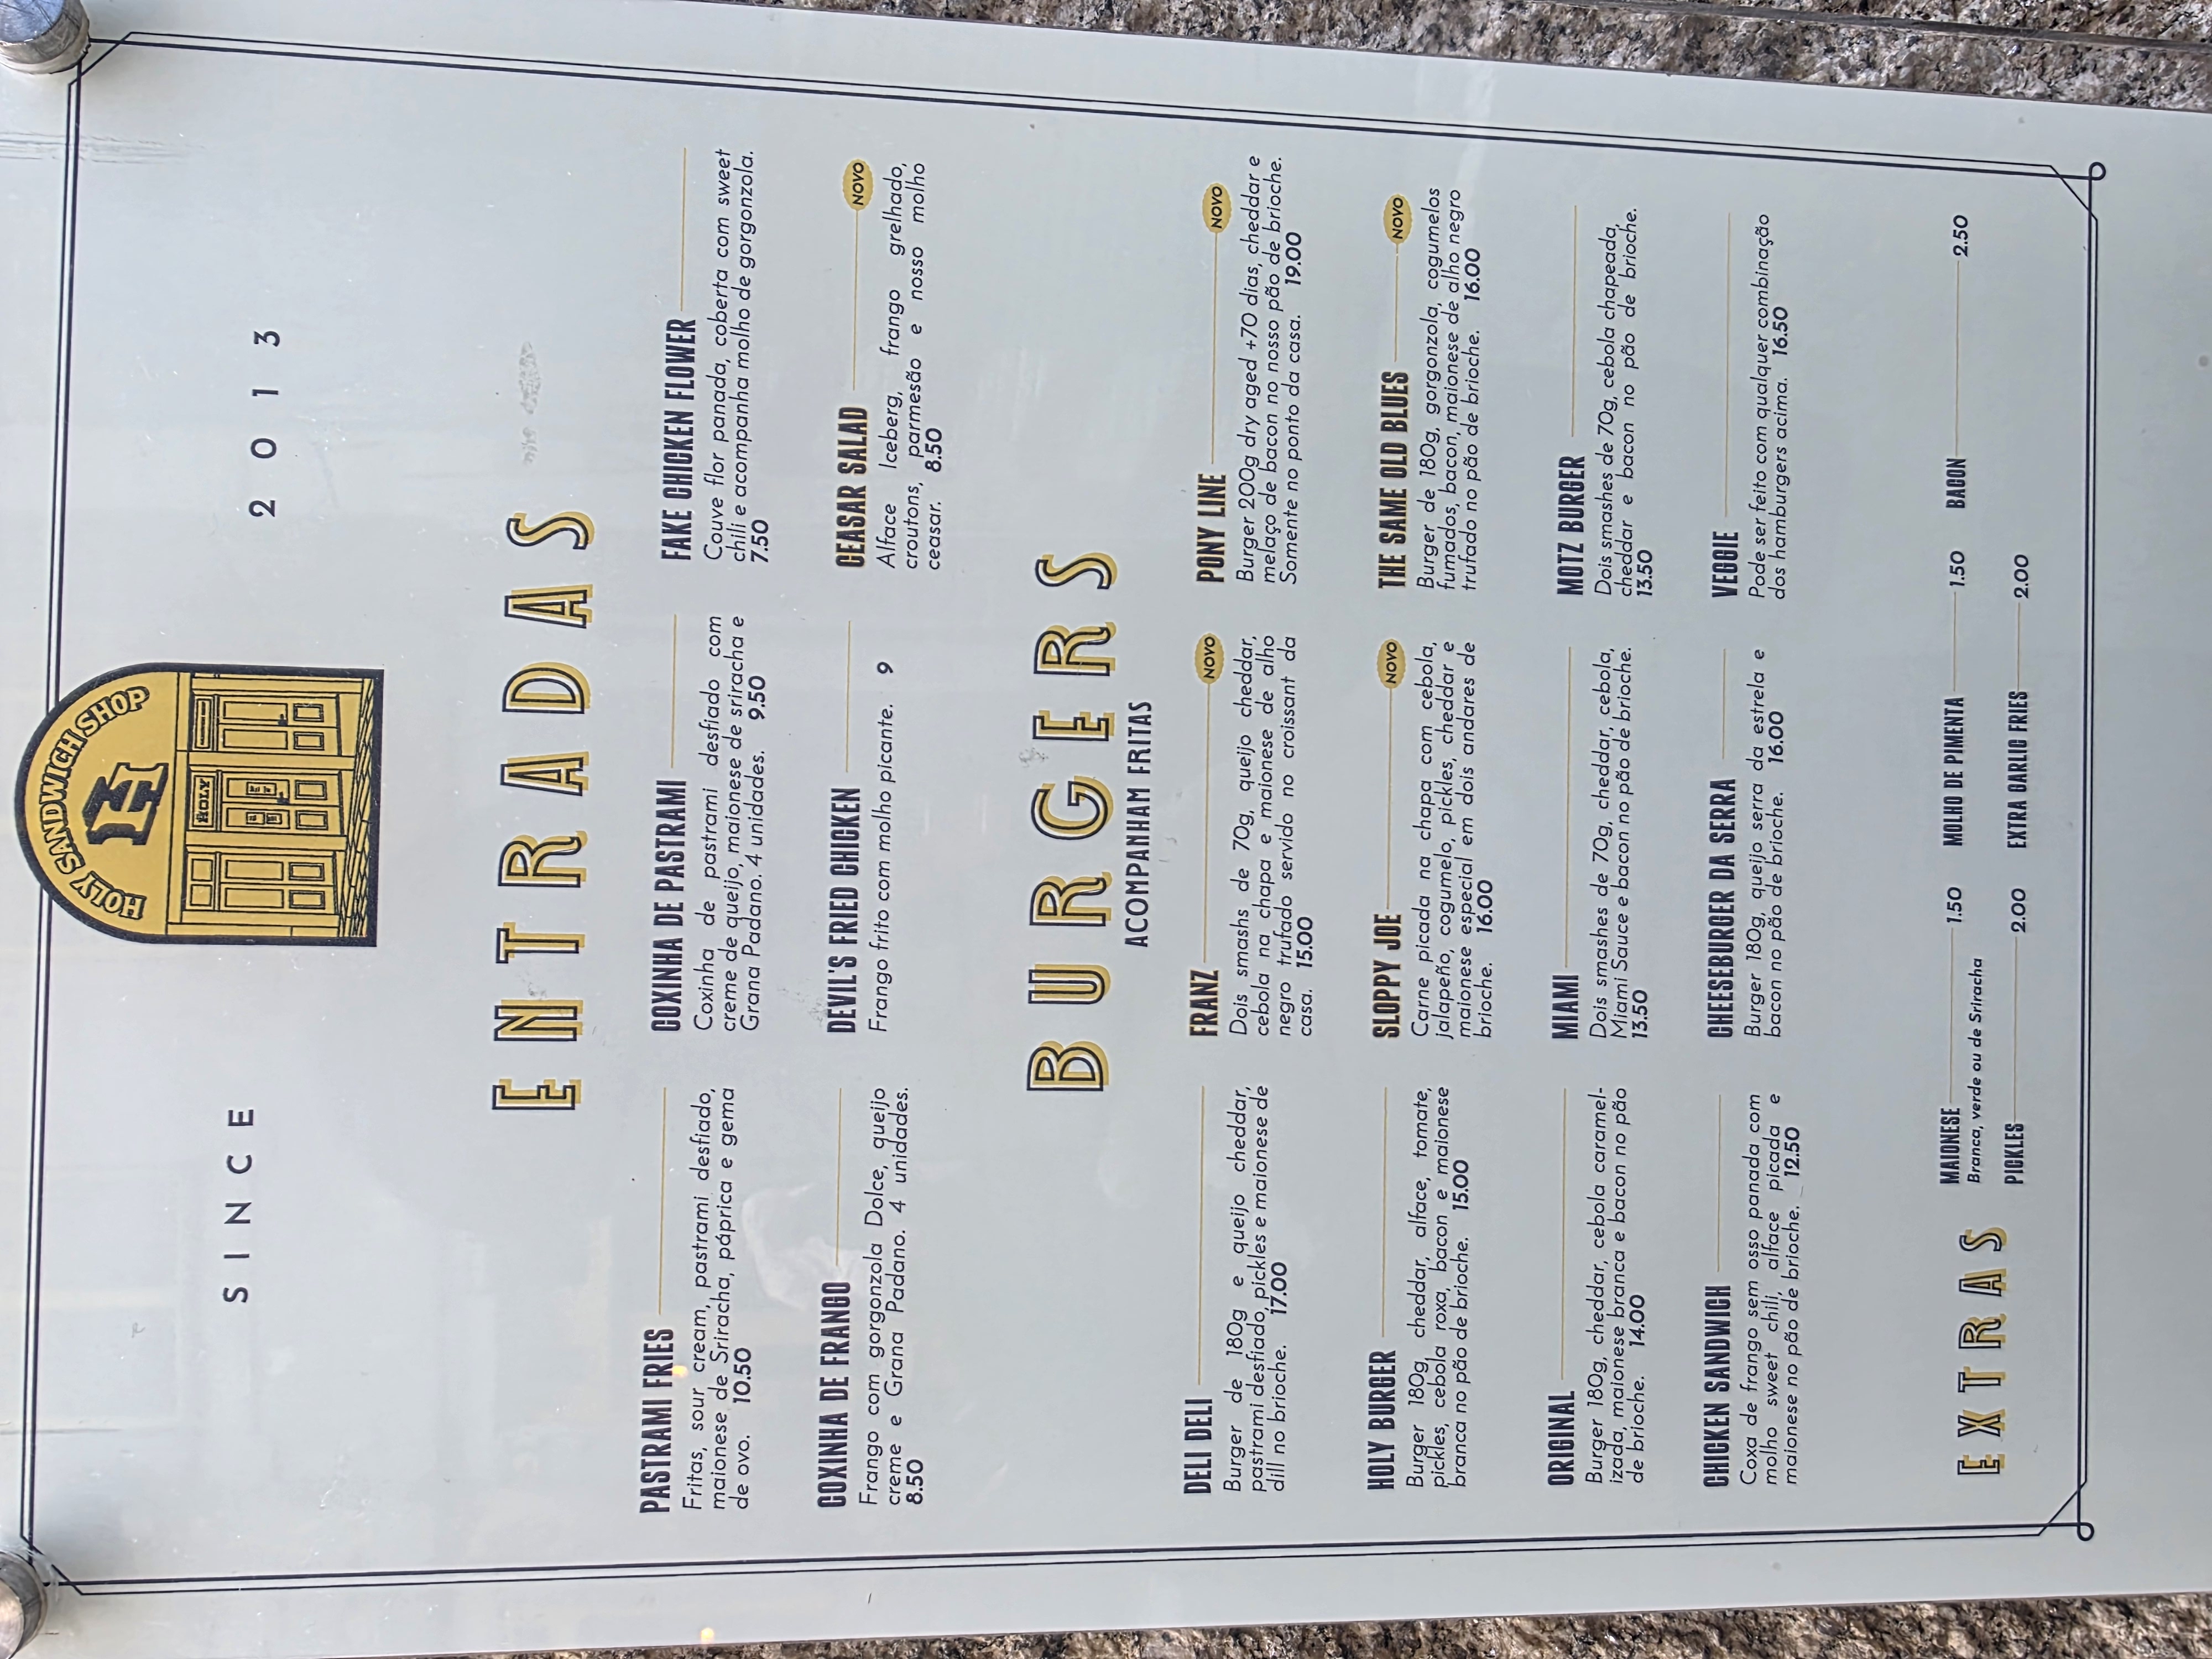 HOLY SANDWICH SHOP
H
HOLY
SINCE 2013
ENTRADAS
PASTRAMI FRIES
Fritas, sour cream, pastrami desfiado,
maionese de Sriracha, páprica e gema
de ovo. 10.50
COXINHA DE PASTRAMI
Coxinha de pastrami desfiado com
creme de queijo, maionese de sriracha e
Grana Padano. 4 unidades. 9.50
FAKE CHICKEN FLOWER
Couve flor panada, coberta com sweet
chili e acompanha molho de gorgonzola.
7.50
COXINHA DE FRANGO
Frango com gorgonzola Dolce, queijo
creme e Grana Padano. 4 unidades.
8.50
DEVIL'S FRIED CHICKEN
Frango frito com molho picante. 9
CEASAR SALAD NOVO
Alface Iceberg, frango grelhado,
croutons, parmesão e nosso molho
ceasar. 8.50
BURGERS
ACOMPANHAM FRITAS
DELI DELI
Burger de 180g e queijo cheddar,
pastrami desfiado, pickles e maionese de
dill no brioche. 17.00
FRANZ NOVO
Dois smashs de 70g, queijo cheddar,
cebola na chapa e maionese de alho
negro trufado servido no croissant da
casa. 15.00
PONY LINE NOVO
Burger 200g dry aged +70 dias, cheddar e
melaço de bacon no nosso pão de brioche.
Somente no ponto da casa. 19.00
HOLY BURGER
Burger 180g, cheddar, alface, tomate,
pickles, cebola roxa, bacon e maionese
branca no pão de brioche. 15.00
SLOPPY JOE NOVO
Carne picada na chapa com cebola,
jalapeño, cogumelo, pickles, cheddar e
maionese especial em dois andares de
brioche. 16.00
THE SAME OLD BLUES NOVO
Burger de 180g, gorgonzola, cogumelos
fumados, bacon, maionese de alho negro
trufado no pão de brioche. 16.00
ORIGINAL
Burger 180g, cheddar, cebola caramel-
izada, maionese branca e bacon no pão
de brioche. 14.00
MIAMI
Dois smashes de 70g, cheddar, cebola,
Miami Sauce e bacon no pão de brioche.
13.50
MOTZ BURGER
Dois smashes de 70g, cebola chapeada,
cheddar e bacon no pão de brioche.
13.50
CHICKEN SANDWICH
Coxa de frango sem osso panada com
molho sweet chili, alface picada e
maionese no pão de brioche. 12.50
CHEESEBURGER DA SERRA
Burger 180g, queijo serra da estrela e
bacon no pão de brioche. 16.00
VEGGIE
Pode ser feito com qualquer combinação
dos hamburgers acima. 16.50
EXTRAS
MAIONESE 1.50
Branca, verde ou de Sriracha
MOLHO DE PIMENTA 1.50
BACON 2.50
PICKLES 2.00
EXTRA GARLIC FRIES 2.00